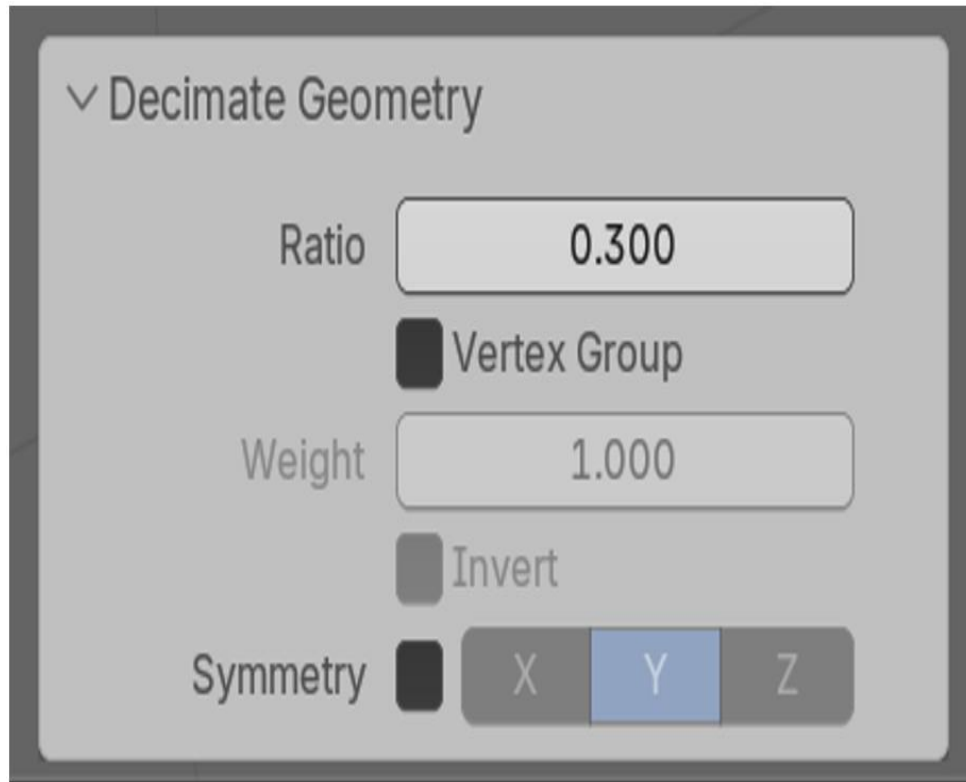 Decimate Geometry
Ratio 0.300
Vertex Group
Weight 1.000
Invert
Symmetry X Y Z